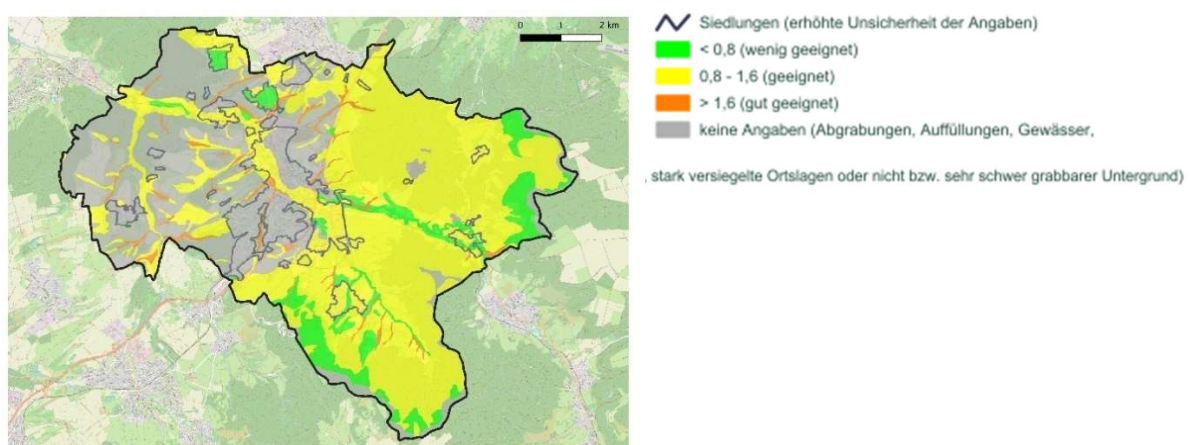 0 1 2 km
Siedlungen (erhöhte Unsicherheit der Angaben)
< 0,8 (wenig geeignet)
0,8 - 1,6 (geeignet)
> 1,6 (gut geeignet)
keine Angaben (Abgrabungen, Auffüllungen, Gewässer,
, stark versiegelte Ortslagen oder nicht bzw. sehr schwer grabbarer Untergrund)